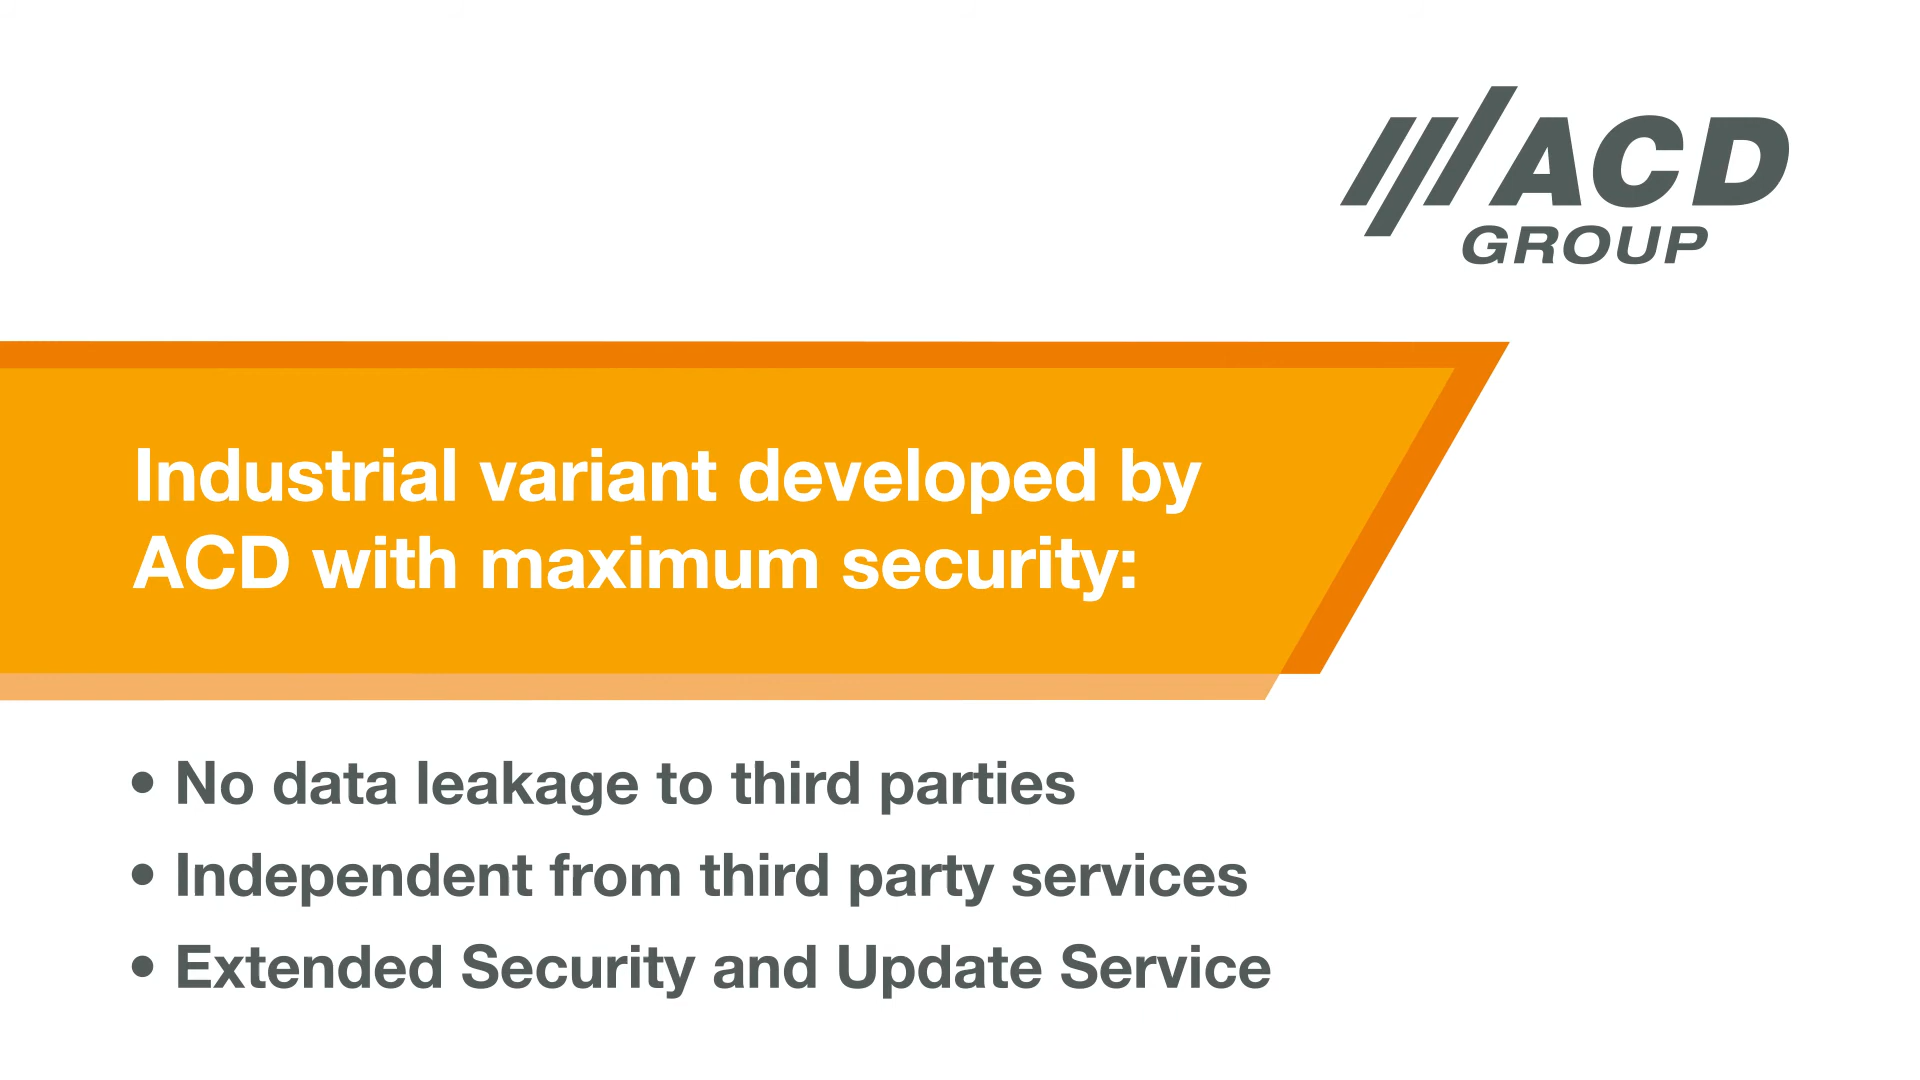 ACD
GROUP
Industrial variant developed by
ACD with maximum security:
• No data leakage to third parties
• Independent from third party services
• Extended Security and Update Service